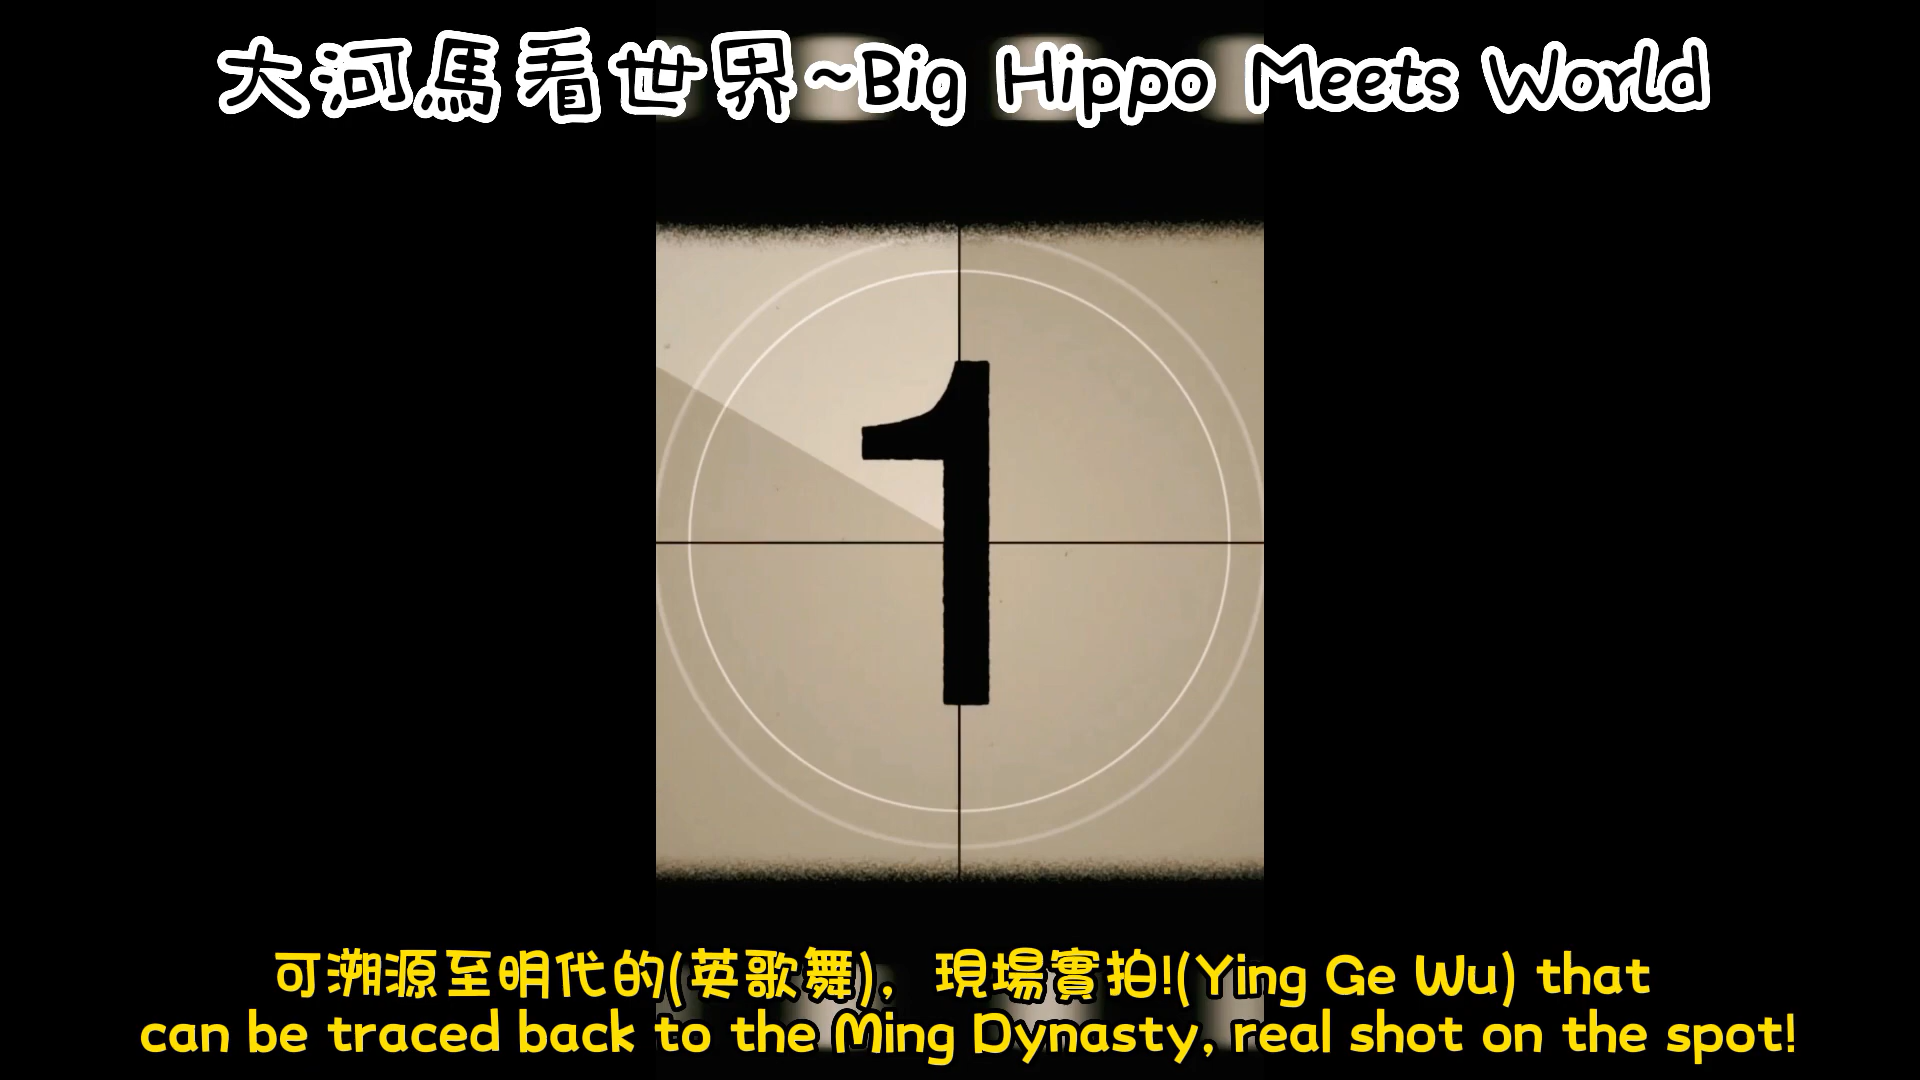 大河馬看世界~Big Hippo Meets World
1
可溯源至明代的(英歌舞)，現場實拍!(Ying Ge Wu) that
can be traced back to the Ming Dynasty, real shot on the spot!